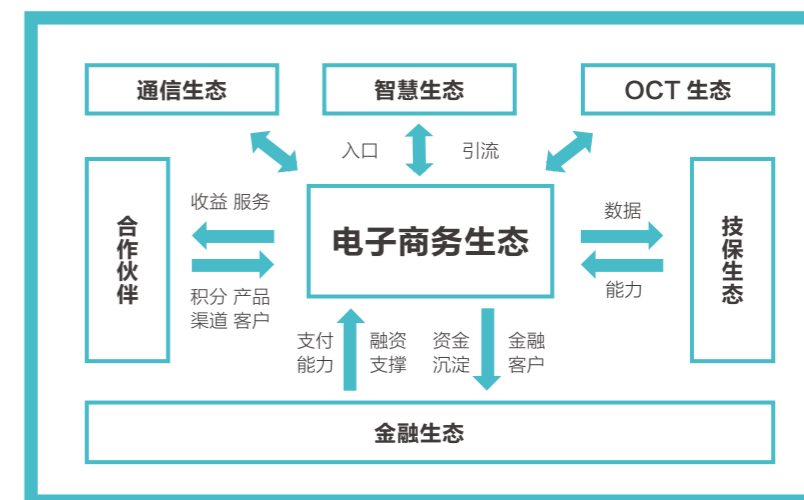 通信生态
智慧生态
OCT 生态
入口
引流
合作伙伴
收益 服务
积分 产品
渠道 客户
电子商务生态
数据
能力
技保生态
支付
能力
融资
支撑
资金
沉淀
金融
客户
金融生态